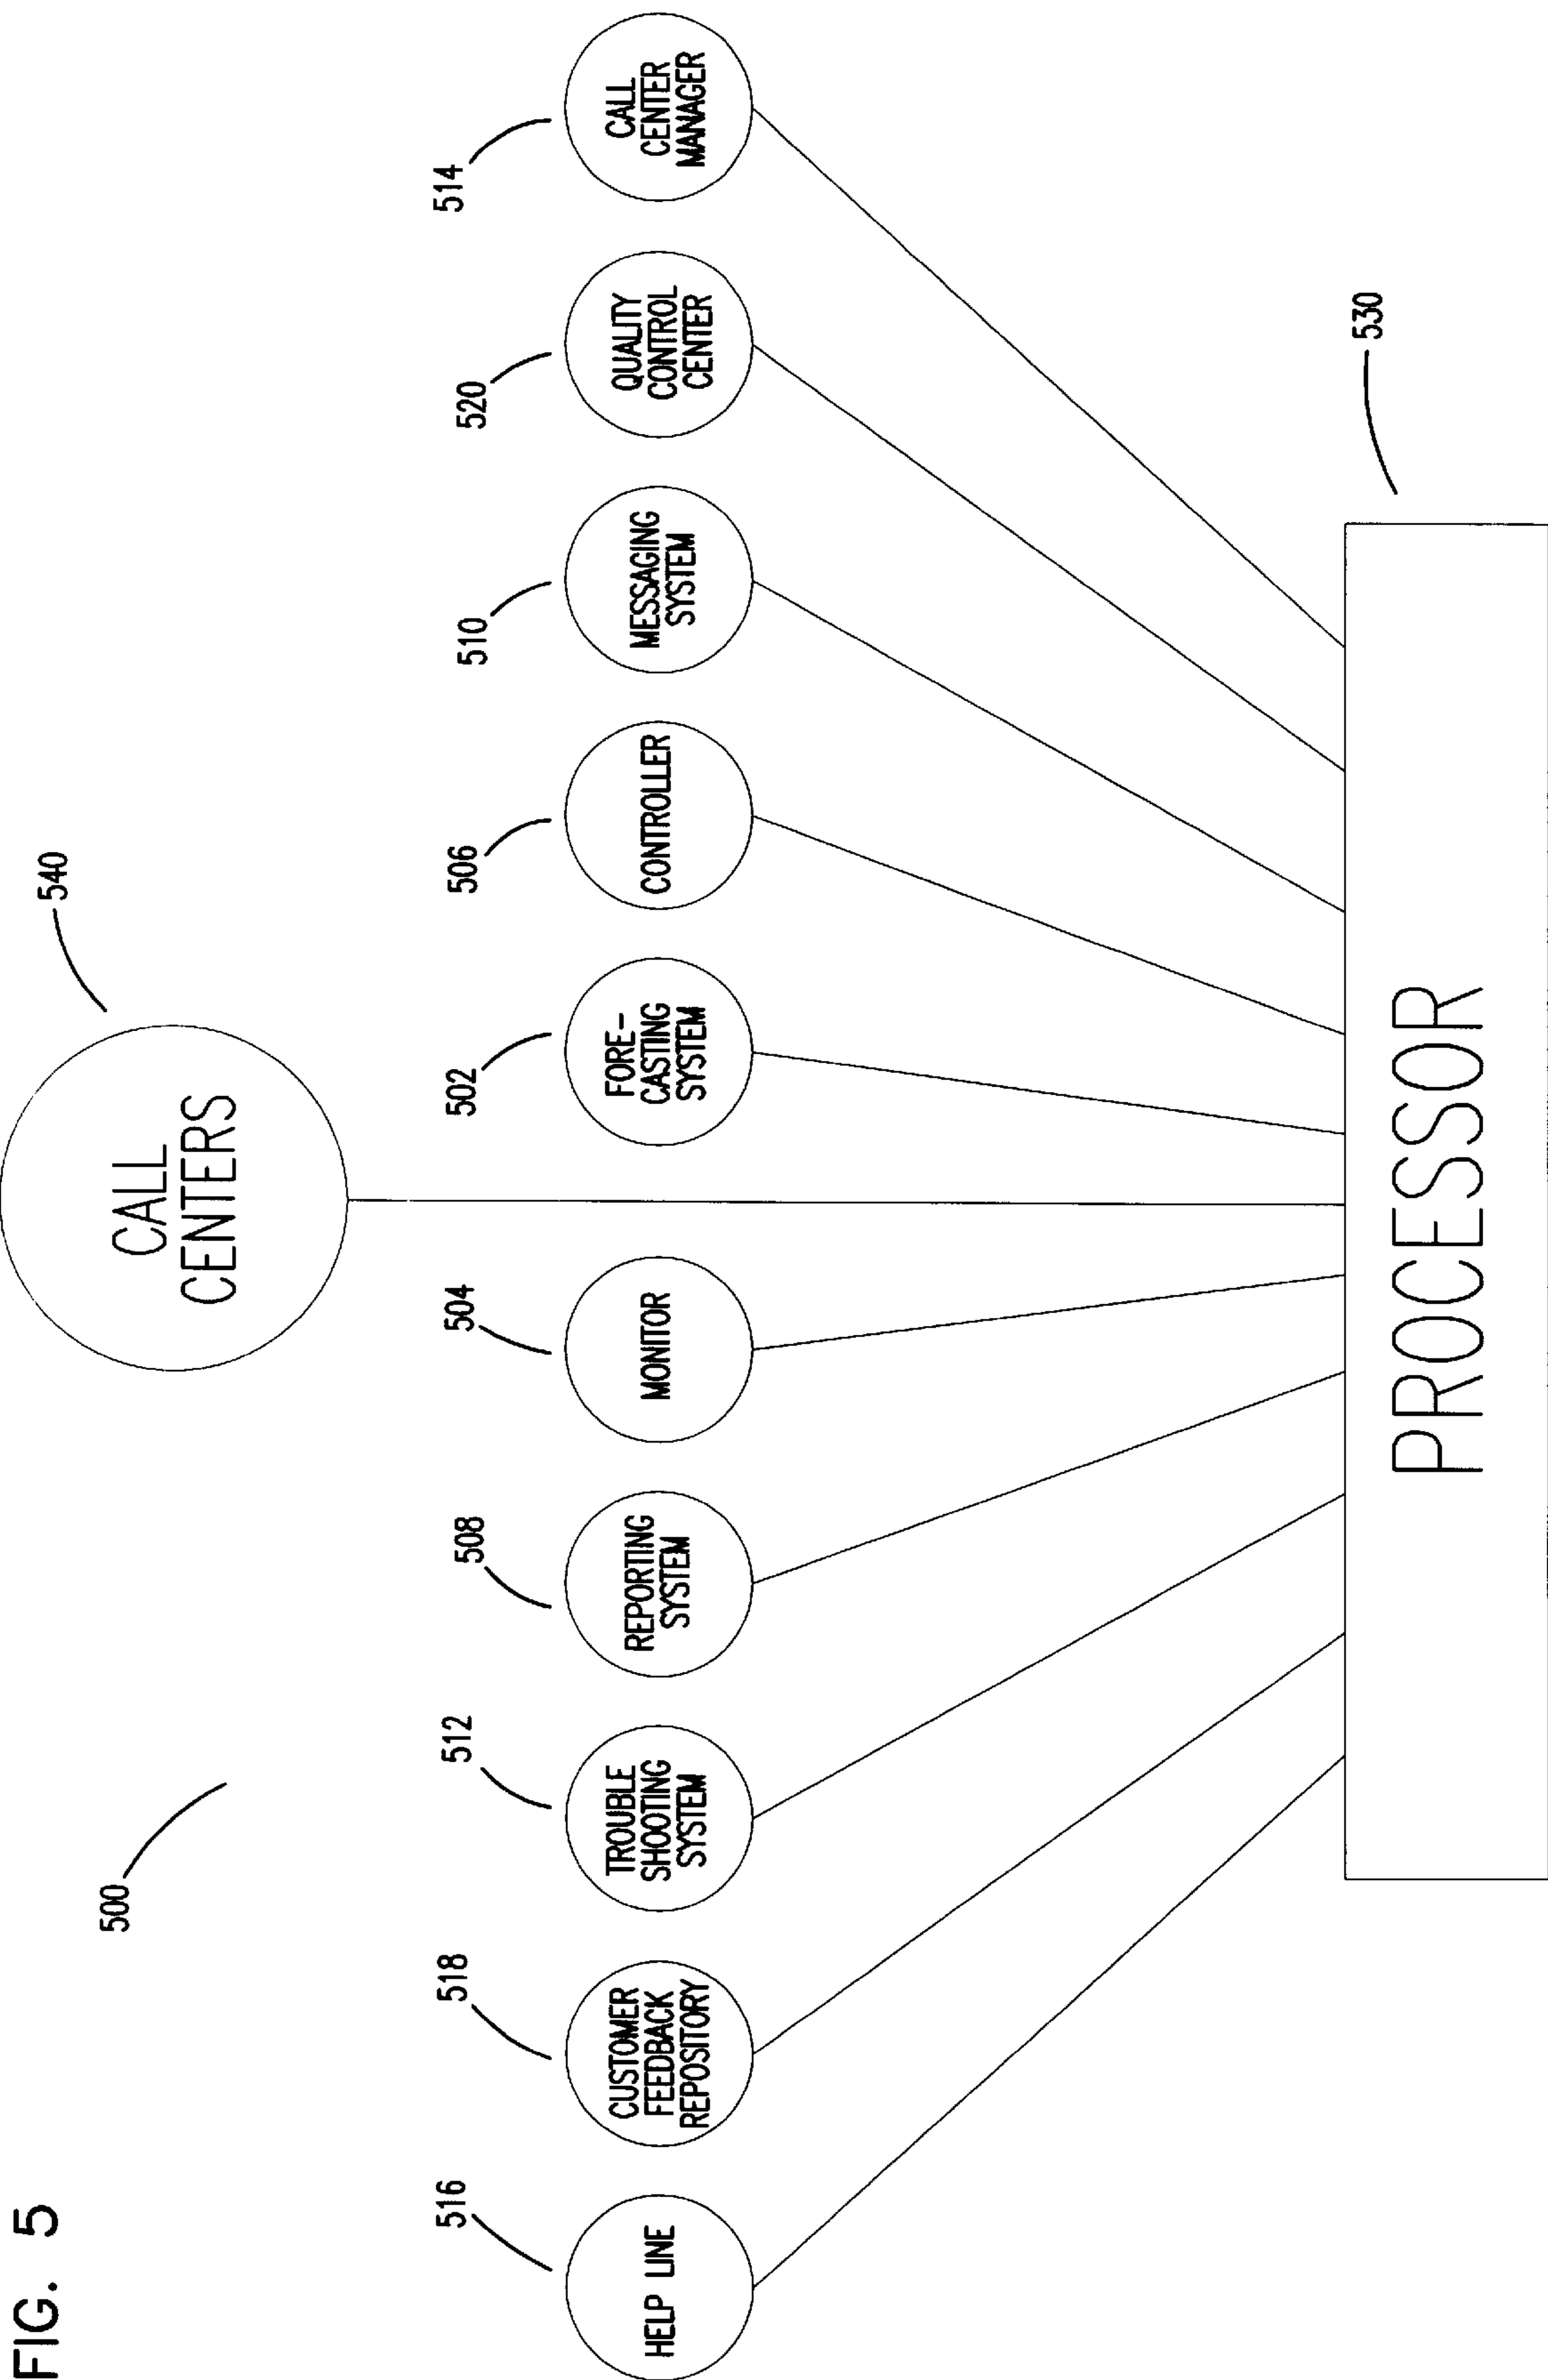 FIG. 5
500
CALL
CENTERS
540
516
518
512
508
504
502
506
510
520
514
HELP LINE
CUSTOMER
FEEDBACK
REPOSITORY
TROUBLE
SHOOTING
SYSTEM
REPORTING
SYSTEM
MONITOR
FORE-
CASTING
SYSTEM
CONTROLLER
MESSAGING
SYSTEM
QUALITY
CONTROL
CENTER
CALL
CENTER
MANAGER
530
PROCESSOR